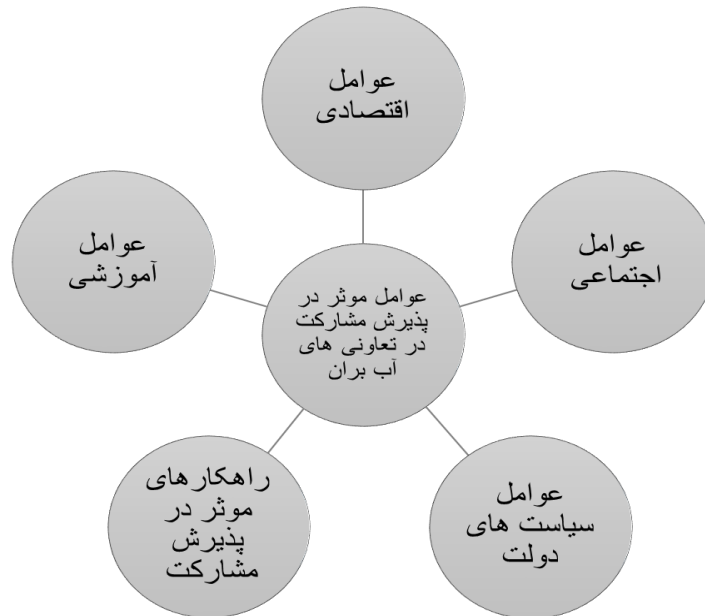 عوامل
اقتصادی
عوامل
اجتماعی
عوامل
آموزشی
عوامل موثر در
پذیرش مشارکت
در تعاونی های
آب بران
عوامل
سیاست های
دولت
راهکارهای
موثر در
پذیرش
مشارکت